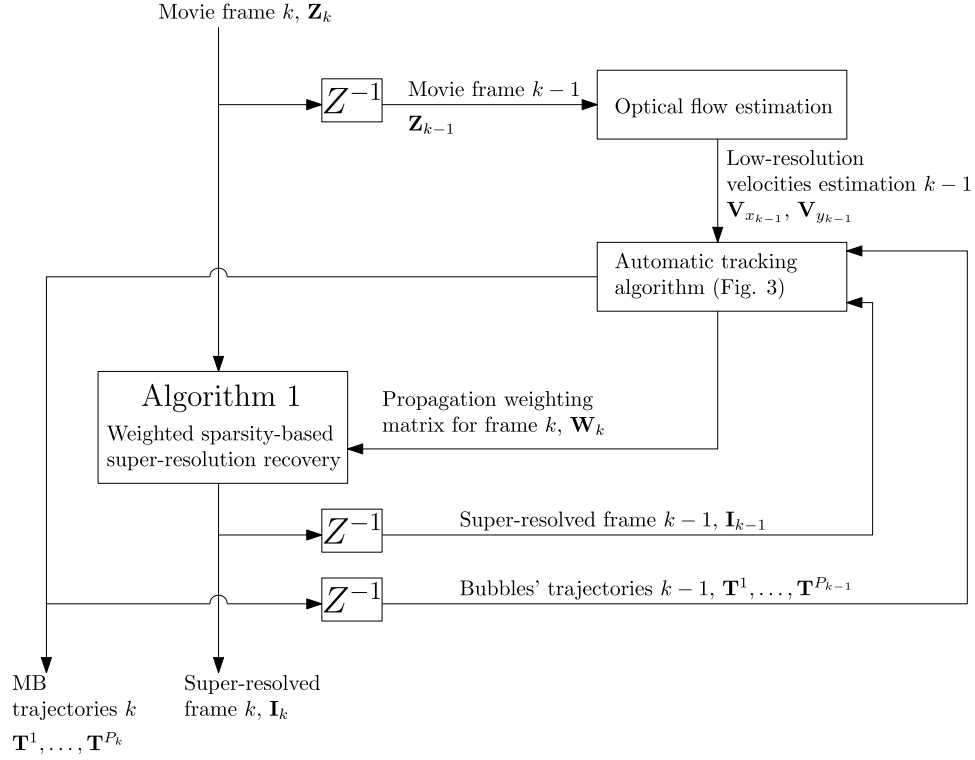 Movie frame k, Z_k
Z^{-1}
Movie frame k − 1
Z_{k−1}
Optical flow estimation
Low-resolution
velocities estimation k − 1
V_{x_{k−1}}, V_{y_{k−1}}
Automatic tracking
algorithm (Fig. 3)
Algorithm 1
Weighted sparsity-based
super-resolution recovery
Propagation weighting
matrix for frame k, W_k
Z^{-1}
Super-resolved frame k − 1, I_{k−1}
Z^{-1}
Bubbles' trajectories k − 1, T^1, . . . , T^{P_{k−1}}
MB
trajectories k
T^1, . . . , T^{P_k}
Super-resolved
frame k, I_k